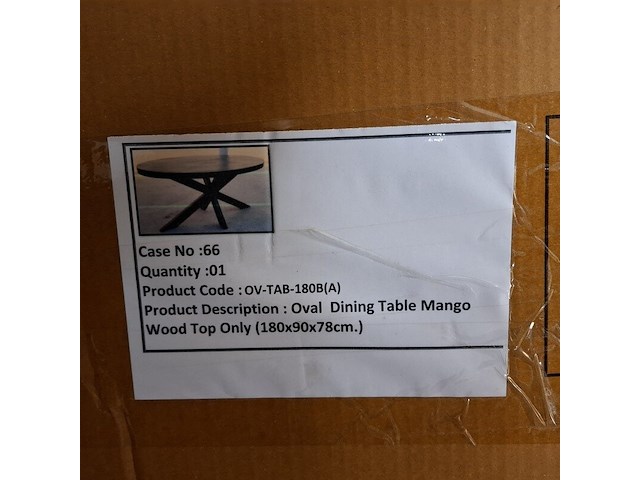 Case No :66
Quantity :01
Product Code : OV-TAB-180B(A)
Product Description : Oval Dining Table Mango
Wood Top Only (180x90x78cm.)